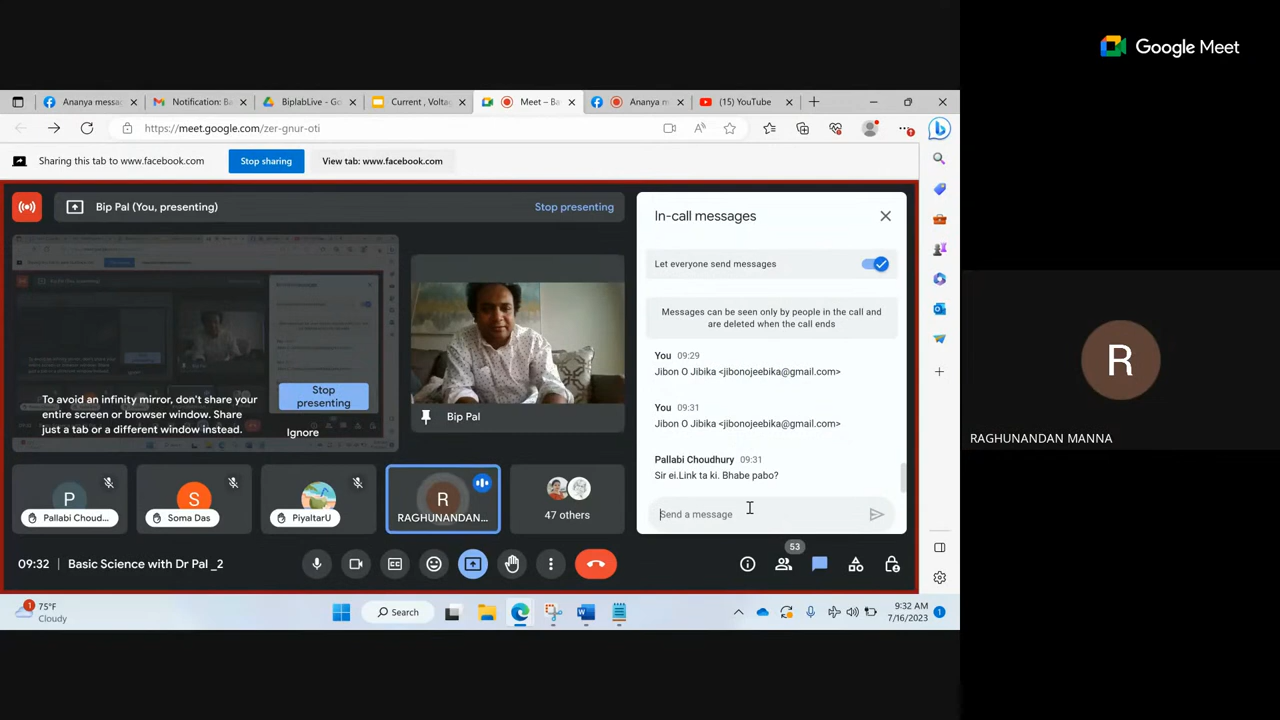 Google Meet
Ananya messa
Notification: Ba
BiplabLive - Go
Current , Voltag
Meet – Ba
Ananya m
(15) YouTube
https://meet.google.com/zer-gnur-oti
Sharing this tab to www.facebook.com
Stop sharing
View tab: www.facebook.com
Bip Pal (You, presenting)
Stop presenting
In-call messages
Let everyone send messages
Messages can be seen only by people in the call and
are deleted when the call ends
You 09:29
Jibon O Jibika <jibonojeebika@gmail.com>
You 09:31
Jibon O Jibika <jibonojeebika@gmail.com>
Pallabi Choudhury 09:31
Sir ei.Link ta ki. Bhabe pabo?
Send a message
To avoid an infinity mirror, don't share your
entire screen or browser window. Share
just a tab or a different window instead.
Stop
presenting
Ignore
Bip Pal
P
Pallabi Choud...
S
Soma Das
PiyaltarU
R
RAGHUNANDAN...
47 others
R
RAGHUNANDAN MANNA
09:32 | Basic Science with Dr Pal _2
53
1
75°F
Cloudy
Search
9:32 AM
7/16/2023
1